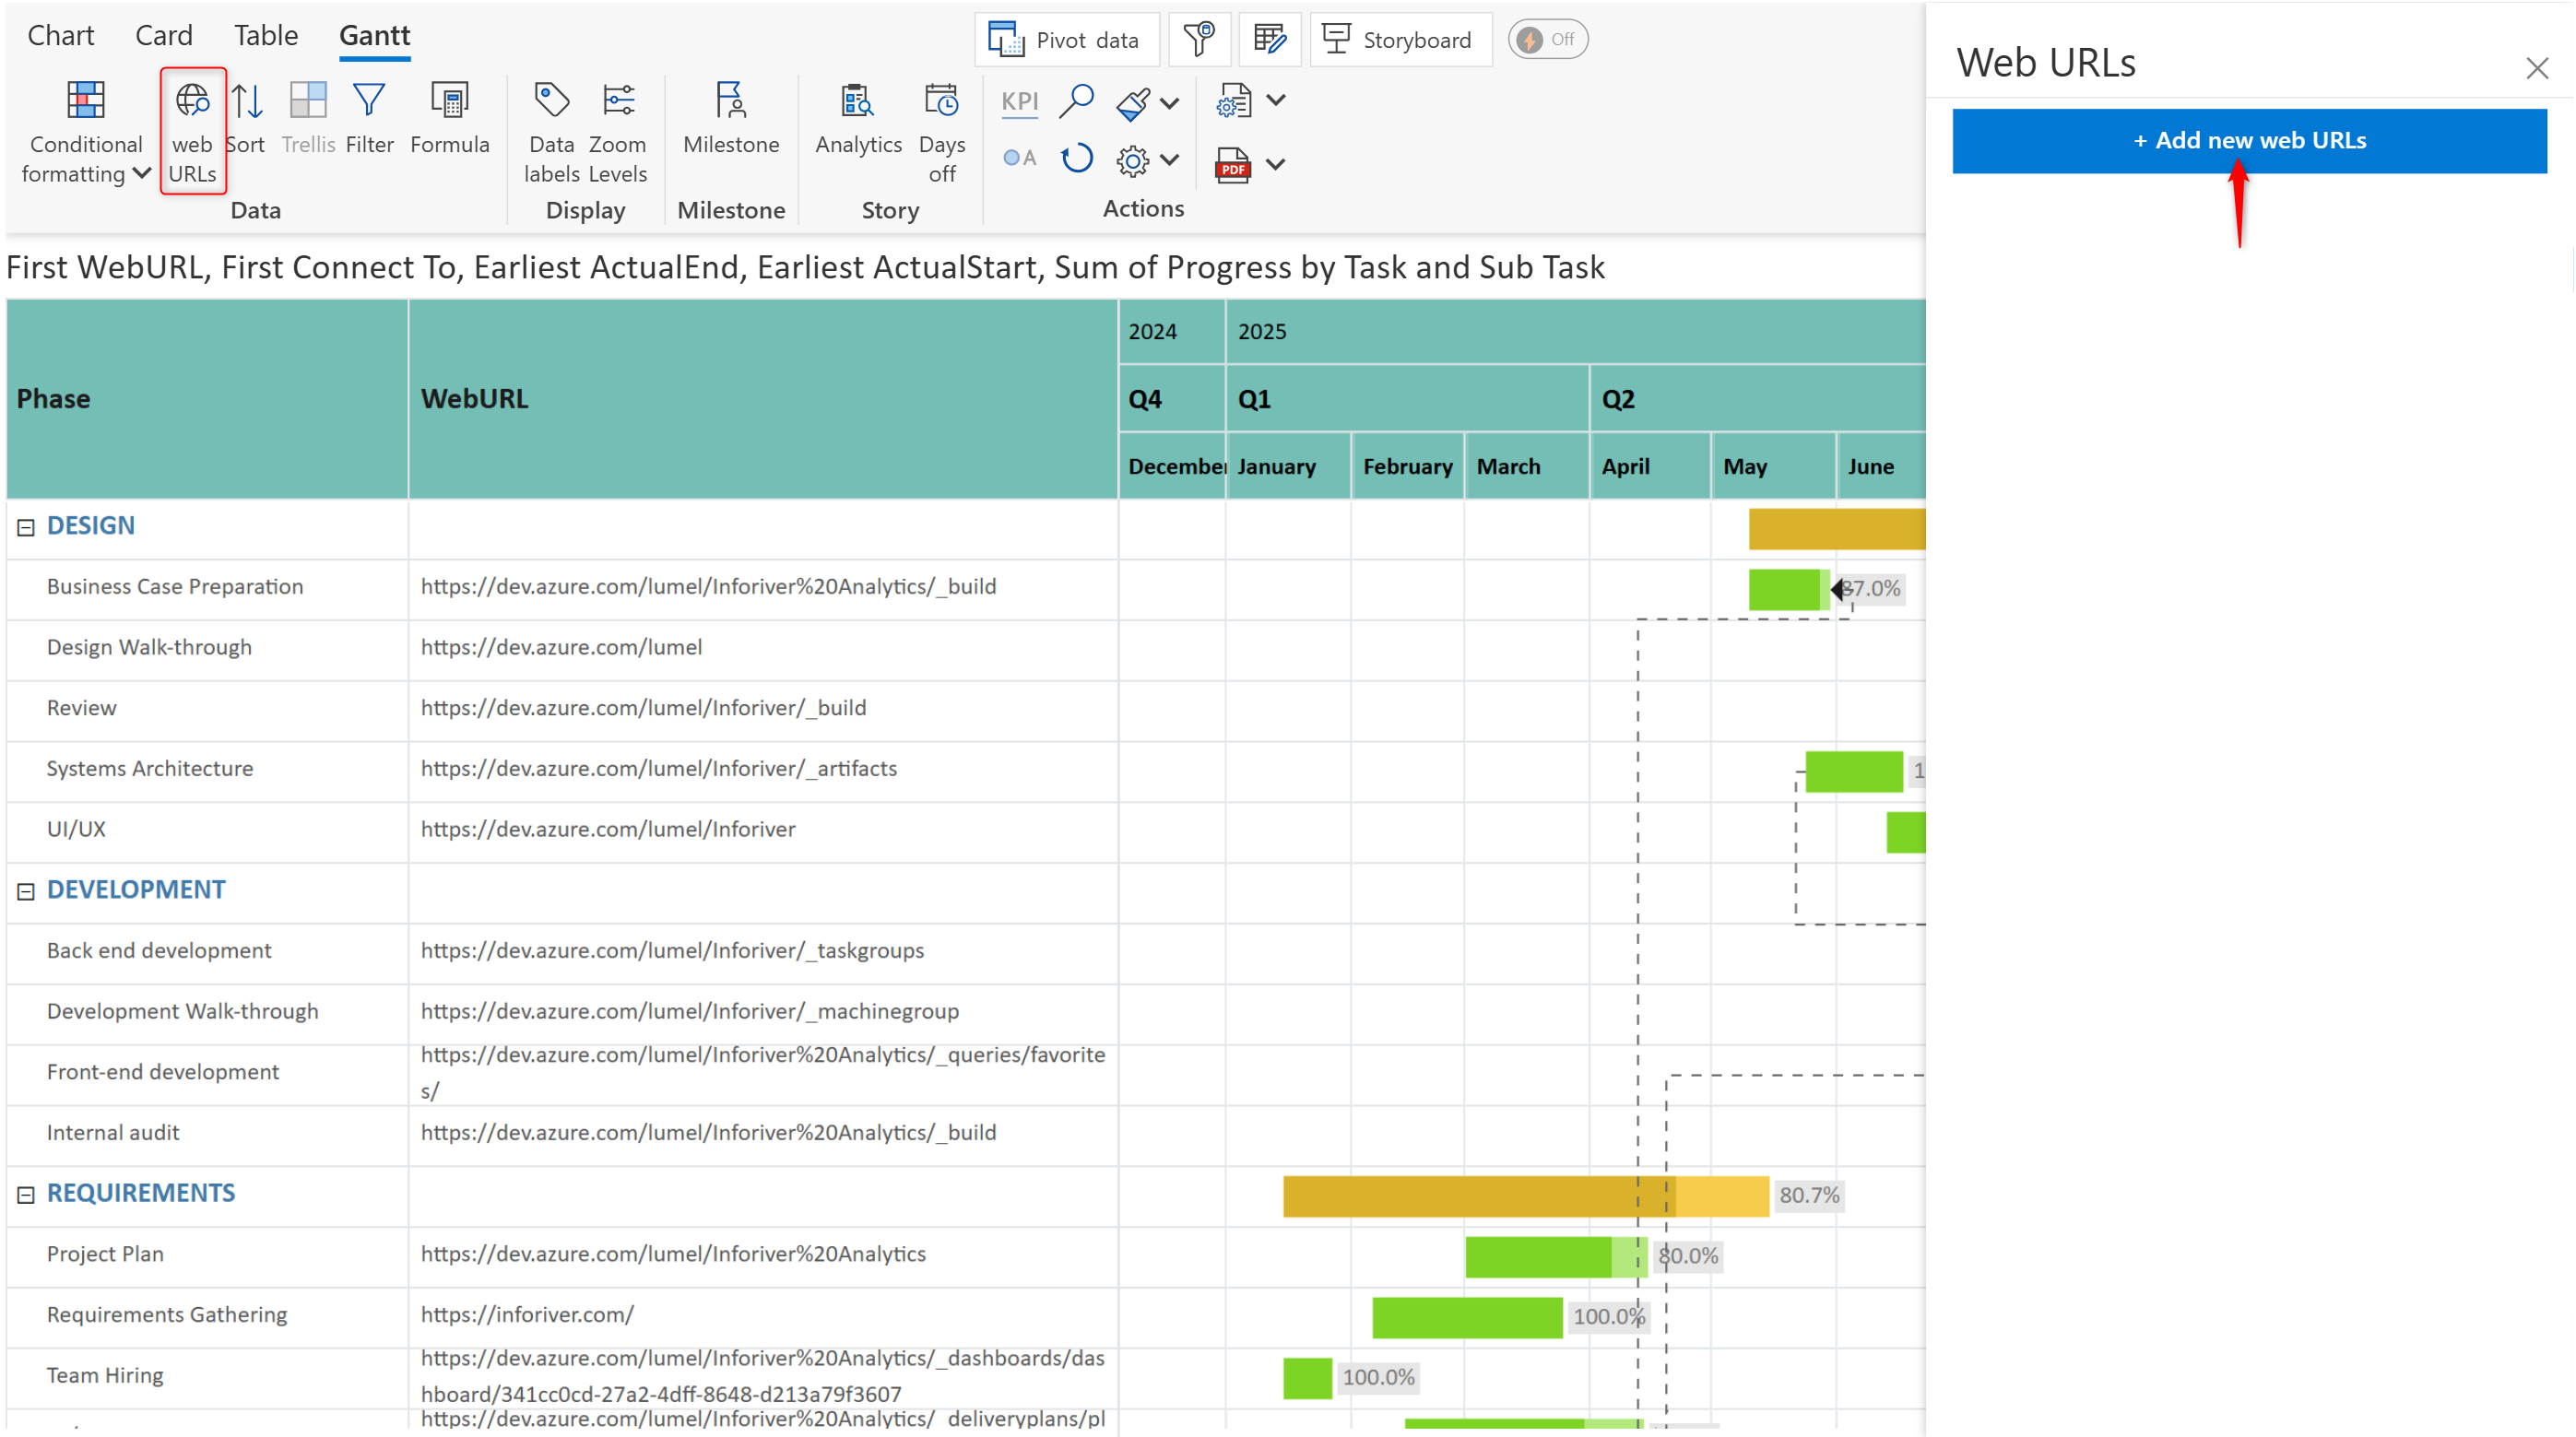 Chart Card Table Gantt
Pivot data Storyboard Off
Web URLs
+ Add new web URLs
Conditional formatting
web URLs
Sort
Trellis
Filter
Formula
Data
Data labels
Zoom Levels
Display
Milestone
Milestone
Analytics
Days off
Story
KPI
A
PDF
Actions
First WebURL, First Connect To, Earliest ActualEnd, Earliest ActualStart, Sum of Progress by Task and Sub Task
Phase WebURL
2024 2025
Q4 Q1 Q2
December January February March April May June
DESIGN
Business Case Preparation https://dev.azure.com/lumel/Inforiver%20Analytics/_build 87.0%
Design Walk-through https://dev.azure.com/lumel
Review https://dev.azure.com/lumel/Inforiver/_build
Systems Architecture https://dev.azure.com/lumel/Inforiver/_artifacts 1
UI/UX https://dev.azure.com/lumel/Inforiver
DEVELOPMENT
Back end development https://dev.azure.com/lumel/Inforiver/_taskgroups
Development Walk-through https://dev.azure.com/lumel/Inforiver/_machinegroup
Front-end development https://dev.azure.com/lumel/Inforiver%20Analytics/_queries/favorite
s/
Internal audit https://dev.azure.com/lumel/Inforiver%20Analytics/_build
REQUIREMENTS 80.7%
Project Plan https://dev.azure.com/lumel/Inforiver%20Analytics 80.0%
Requirements Gathering https://inforiver.com/ 100.0%
Team Hiring https://dev.azure.com/lumel/Inforiver%20Analytics/_dashboards/das
hboard/341cc0cd-27a2-4dff-8648-d213a79f3607 100.0%
https://dev.azure.com/lumel/Inforiver%20Analytics/_deliveryplans/pl